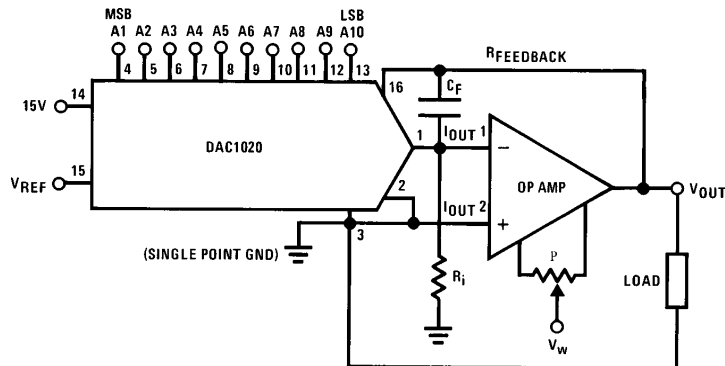 MSB LSB
A1 A2 A3 A4 A5 A6 A7 A8 A9 A10
4 5 6 7 8 9 10 11 12 13
RFEEDBACK
16
CF
15V 14
DAC1020
1 IOUT 1 −
OP AMP
VREF 15
2
IOUT 2 +
VOUT
3
(SINGLE POINT GND)
Ri
P
LOAD
Vw